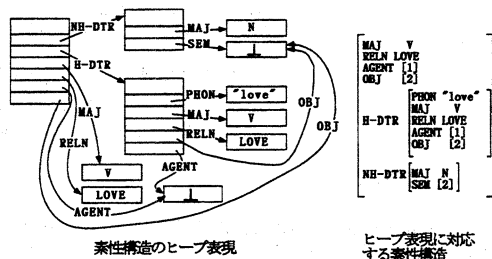 NH-DTR
MAJ
N
SEM
⊥
H-DTR
PHON
"love"
MAJ
V
RELN
LOVE
OBJ
OBJ
MAJ
RELN
AGENT
V
LOVE
AGENT
⊥
素性構造のヒープ表現
MAJ V
RELN LOVE
AGENT [1]
OBJ [2]
H-DTR
PHON "love"
MAJ V
RELN LOVE
AGENT [1]
OBJ [2]
NH-DTR
MAJ N
SEM [2]
ヒープ表現に対応
する素性構造